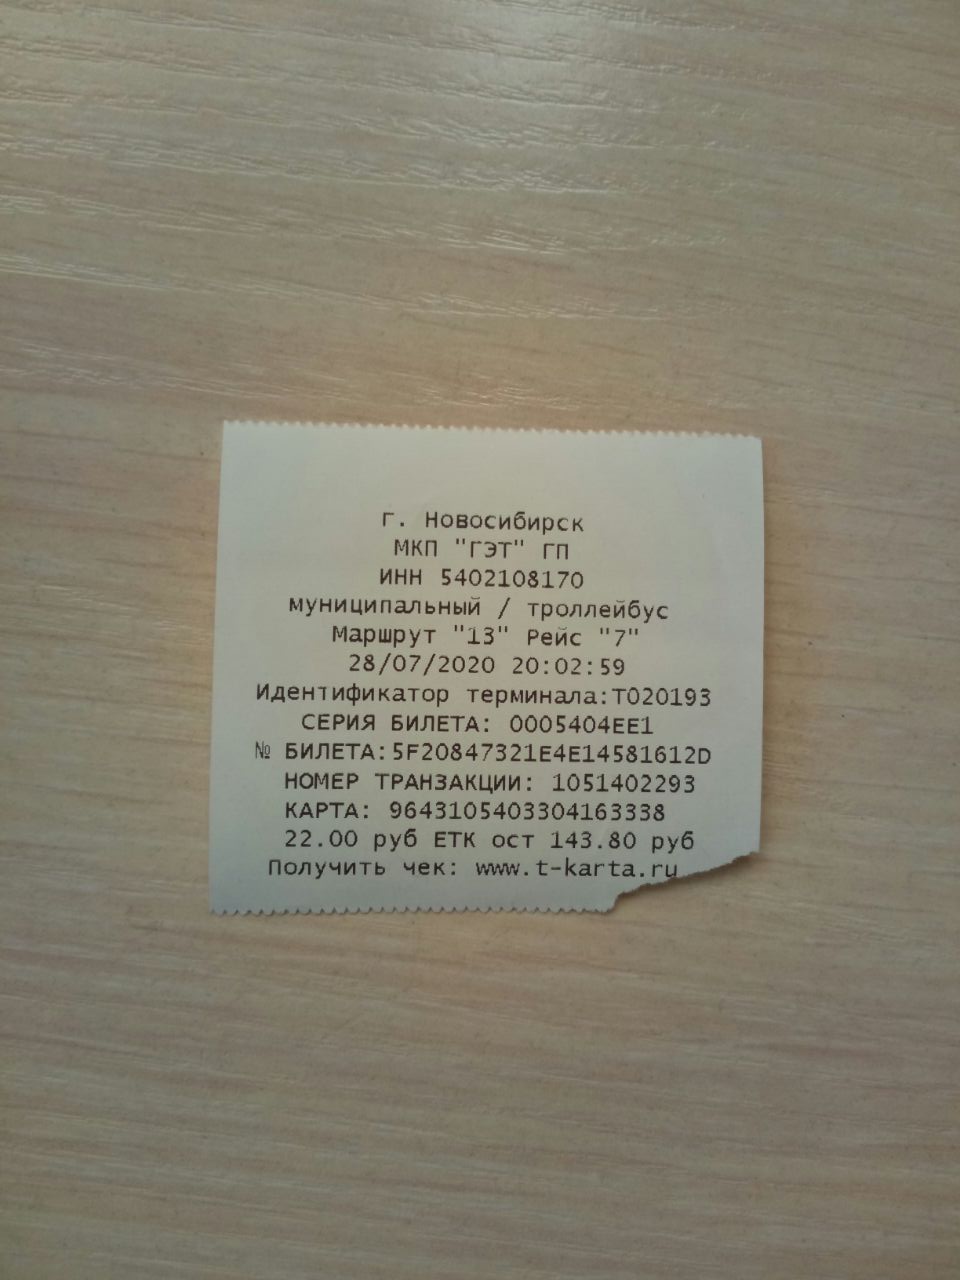 г. Новосибирск
МКП "ГЭТ" ГП
ИНН 5402108170
муниципальный / троллейбус
Маршрут "13" Рейс "7"
28/07/2020 20:02:59
Идентификатор терминала:T020193
СЕРИЯ БИЛЕТА: 0005404EE1
№ БИЛЕТА:5F20847321E4E14581612D
НОМЕР ТРАНЗАКЦИИ: 1051402293
КАРТА: 9643105403304163338
22.00 руб ЕТК ост 143.80 руб
Получить чек: www.t-karta.ru